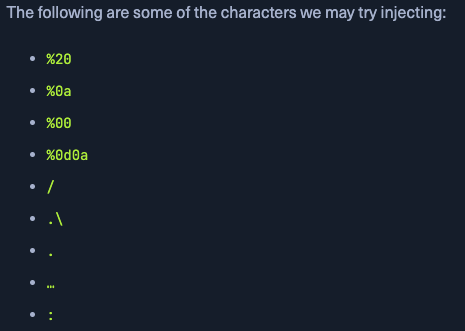 The following are some of the characters we may try injecting:
• %20
• %0a
• %00
• %0d0a
• /
• .\
• .
• …
• :